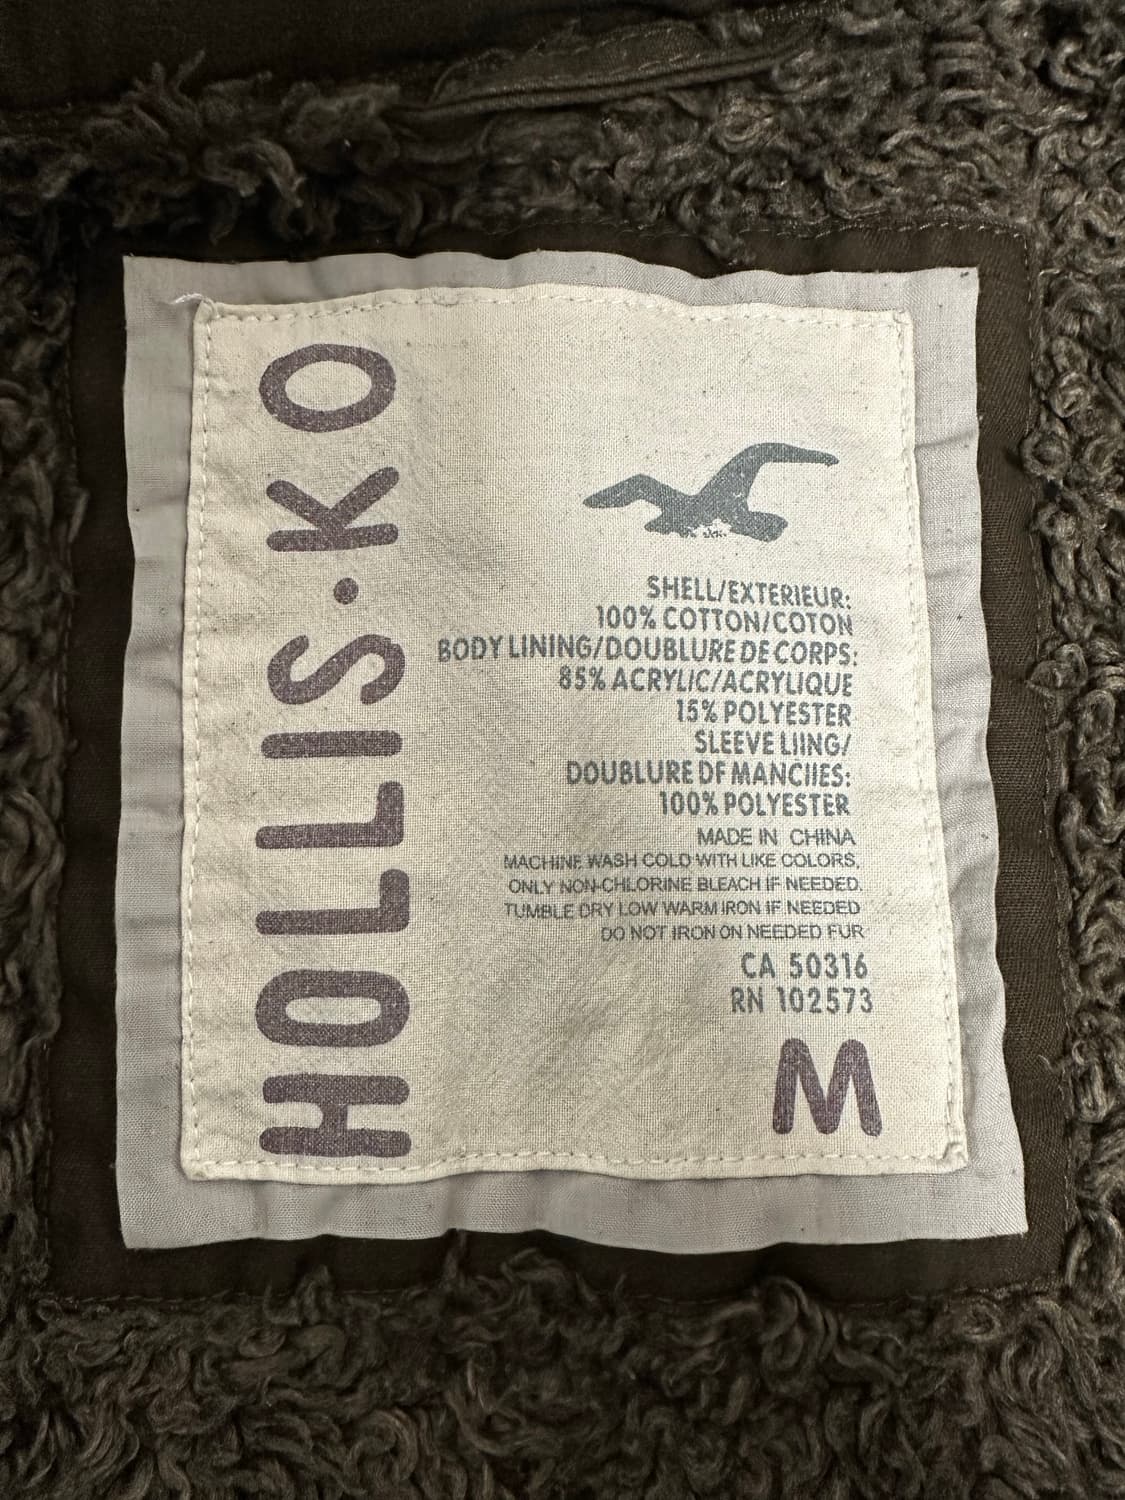 HOLLIS·KO
SHELL/EXTERIEUR:
100% COTTON/COTON
BODY LINING/DOUBLURE DE CORPS:
85% ACRYLIC/ACRYLIQUE
15% POLYESTER
SLEEVE LIING/
DOUBLURE DF MANCIIES:
100% POLYESTER
MADE IN CHINA
MACHINE WASH COLD WITH LIKE COLORS,
ONLY NON-CHLORINE BLEACH IF NEEDED.
TUMBLE DRY LOW WARM IRON IF NEEDED
DO NOT IRON ON NEEDED FUR
CA 50316
RN 102573
M